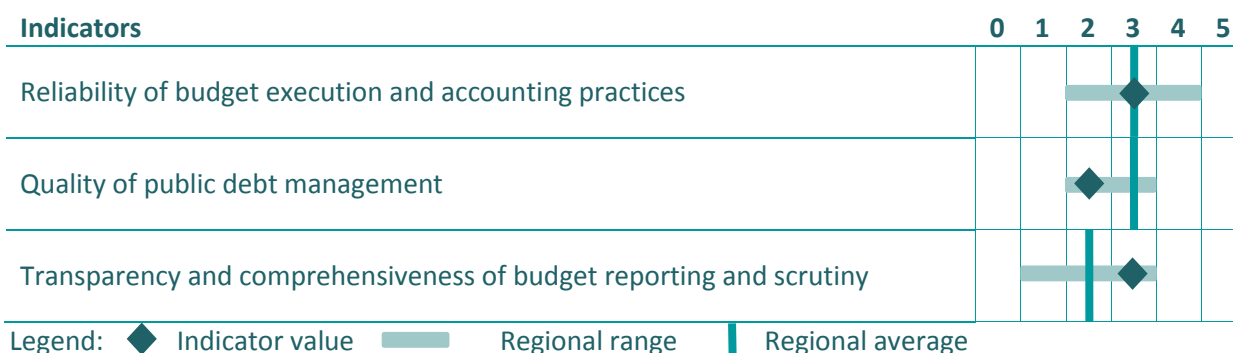 Indicators 0 1 2 3 4 5
Reliability of budget execution and accounting practices
Quality of public debt management
Transparency and comprehensiveness of budget reporting and scrutiny
Legend: Indicator value Regional range Regional average